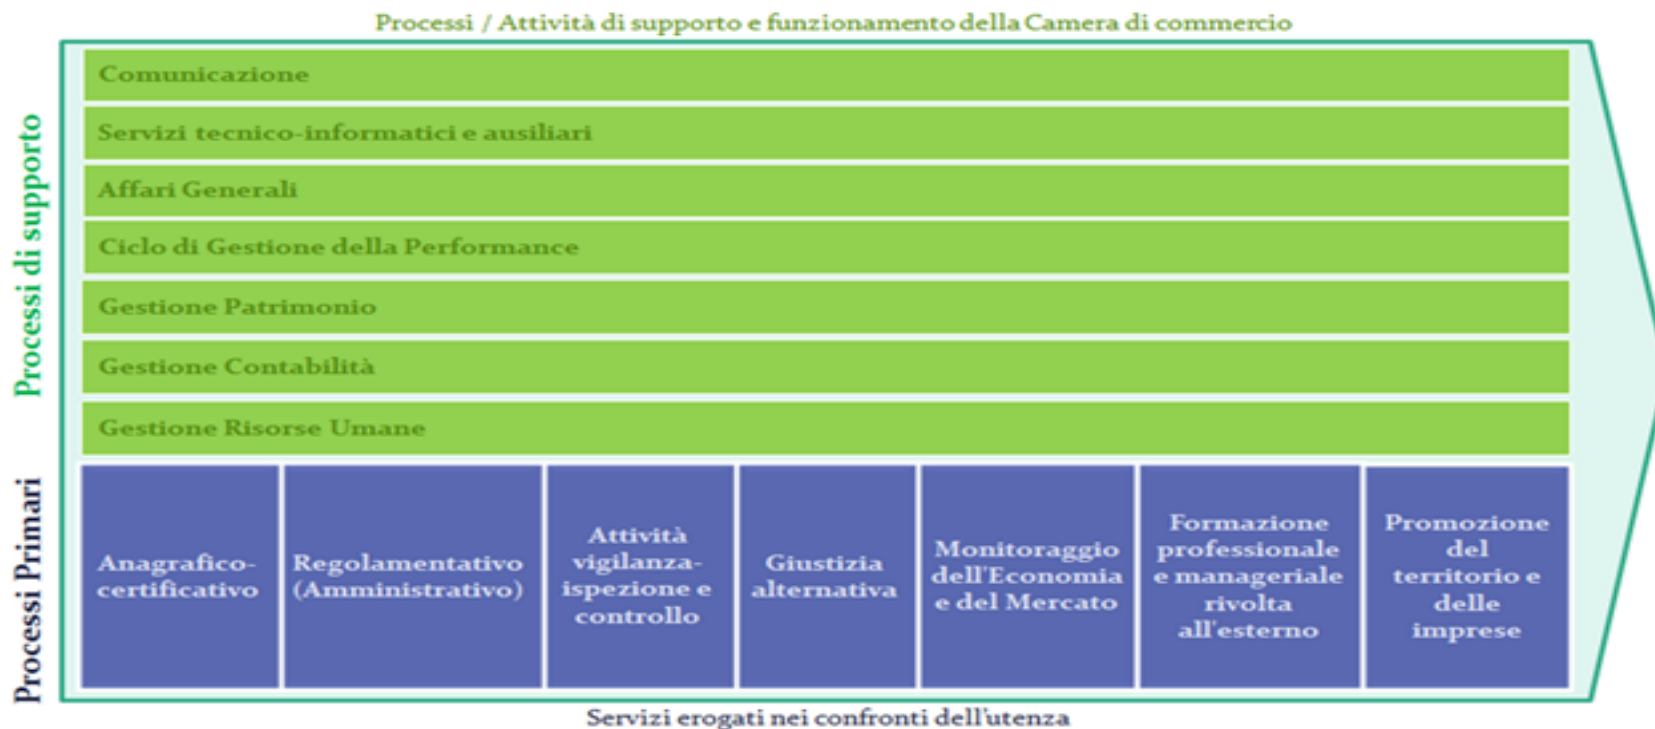 Processi / Attività di supporto e funzionamento della Camera di commercio
Processi di supporto
Comunicazione
Servizi tecnico-informatici e ausiliari
Affari Generali
Ciclo di Gestione della Performance
Gestione Patrimonio
Gestione Contabilità
Gestione Risorse Umane
Processi Primari
Anagrafico-
certificativo
Regolamentativo
(Amministrativo)
Attività
vigilanza-
ispezione e
controllo
Giustizia
alternativa
Monitoraggio
dell'Economia
e del Mercato
Formazione
professionale
e manageriale
rivolta
all'esterno
Promozione
del
territorio e
delle
imprese
Servizi erogati nei confronti dell'utenza